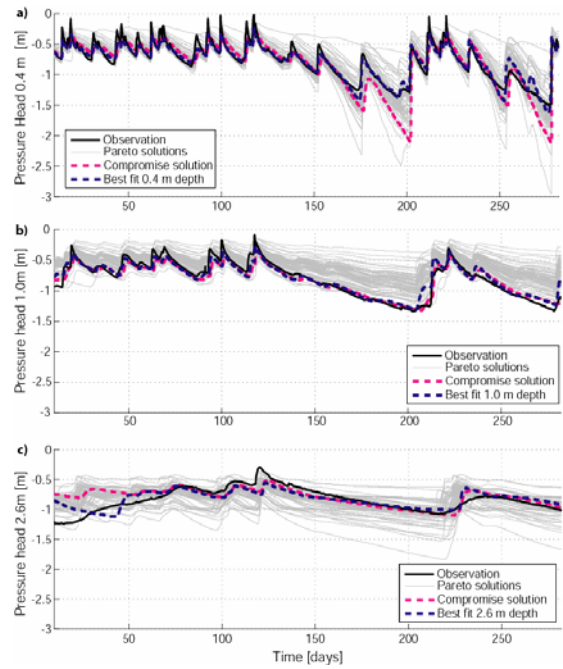 a)
Pressure Head 0.4 m [m]
0
-0.5
-1
-1.5
-2
-2.5
-3
Observation
Pareto solutions
Compromise solution
Best fit 0.4 m depth
50
100
150
200
250
b)
Pressure head 1.0m [m]
0
-0.5
-1
-1.5
-2
-2.5
-3
Observation
Pareto solutions
Compromise solution
Best fit 1.0 m depth
50
100
150
200
250
c)
Pressure head 2.6m [m]
0
-0.5
-1
-1.5
-2
-2.5
-3
Observation
Pareto solutions
Compromise solution
Best fit 2.6 m depth
50
100
150
200
250
Time [days]